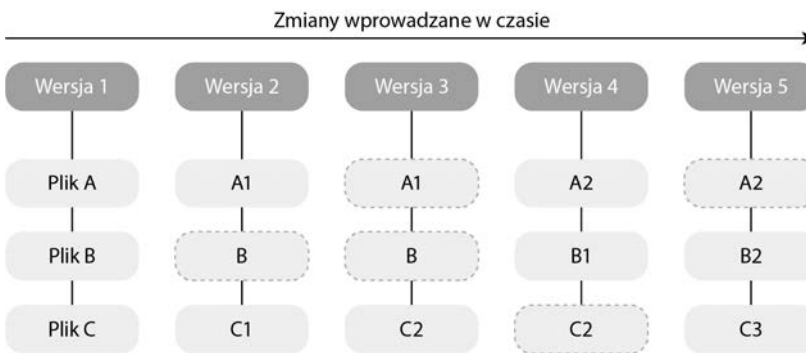 Zmiany wprowadzane w czasie
Wersja 1 Wersja 2 Wersja 3 Wersja 4 Wersja 5
Plik A A1 A1 A2 A2
Plik B B B B1 B2
Plik C C1 C2 C2 C3